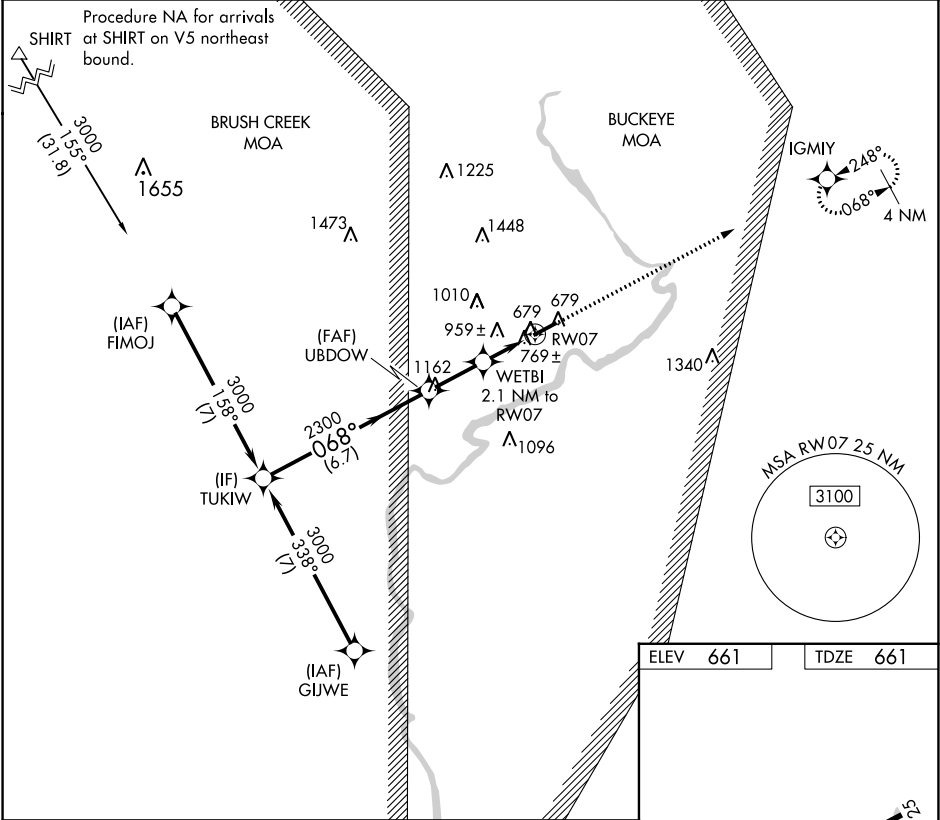 Procedure NA for arrivals
at SHIRT on V5 northeast
bound.
SHIRT
3000
155°
(31.8)
BRUSH CREEK
MOA
BUCKEYE
MOA
1655
1225
1473
1448
IGMIY
248°
068°
4 NM
(IAF)
FIMOJ
1010
679
679
959±
RW07
769±
(FAF)
UBDOW
1162
WETBI
2.1 NM to
RW07
1340
3000
158°
(7)
2300
068°
(6.7)
1096
(IF)
TUKIW
3000
338°
(7)
MSA RW07 25 NM
3100
(IAF)
GIJWE
ELEV 661
TDZE 661
25